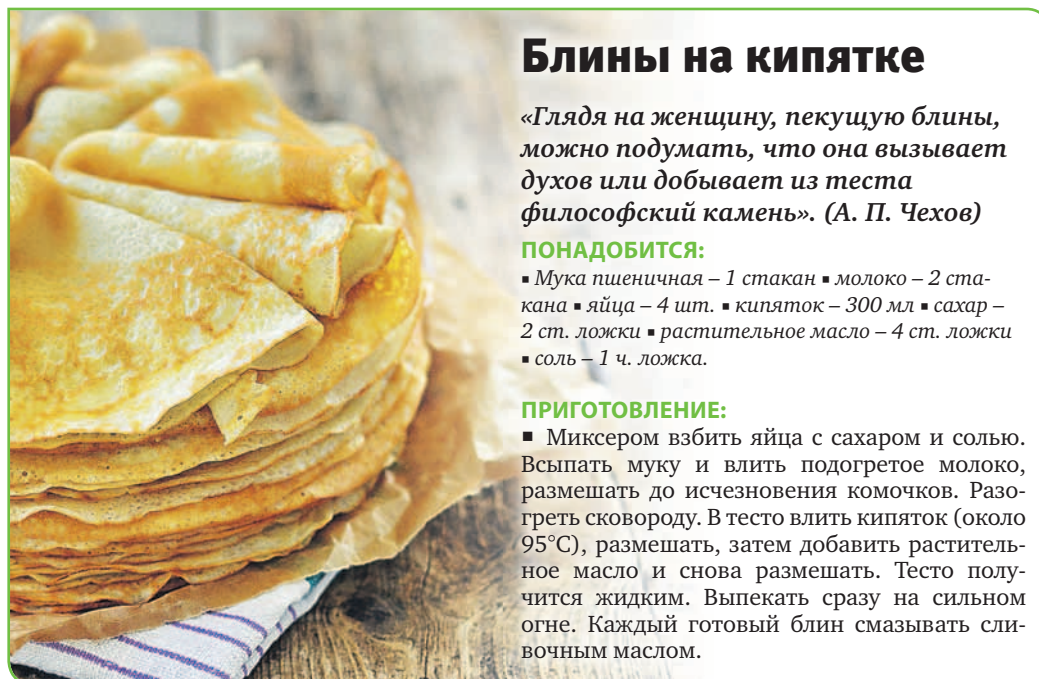 Блины на кипятке
«Глядя на женщину, пекущую блины,
можно подумать, что она вызывает
духов или добывает из теста
философский камень». (А. П. Чехов)
ПОНАДОБИТСЯ:
▪ Мука пшеничная – 1 стакан ▪ молоко – 2 ста-
кана ▪ яйца – 4 шт. ▪ кипяток – 300 мл ▪ сахар –
2 ст. ложки ▪ растительное масло – 4 ст. ложки
▪ соль – 1 ч. ложка.
ПРИГОТОВЛЕНИЕ:
▪ Миксером взбить яйца с сахаром и солью.
Всыпать муку и влить подогретое молоко,
размешать до исчезновения комочков. Разо-
греть сковороду. В тесто влить кипяток (около
95°С), размешать, затем добавить раститель-
ное масло и снова размешать. Тесто полу-
чится жидким. Выпекать сразу на сильном
огне. Каждый готовый блин смазывать сли-
вочным маслом.